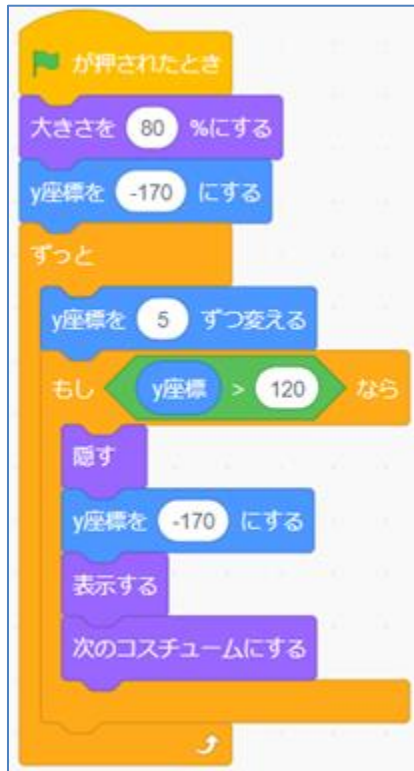 が押されたとき
大きさを 80 %にする
y座標を -170 にする
ずっと
y座標を 5 ずつ変える
もし y座標 > 120 なら
隠す
y座標を -170 にする
表示する
次のコスチュームにする